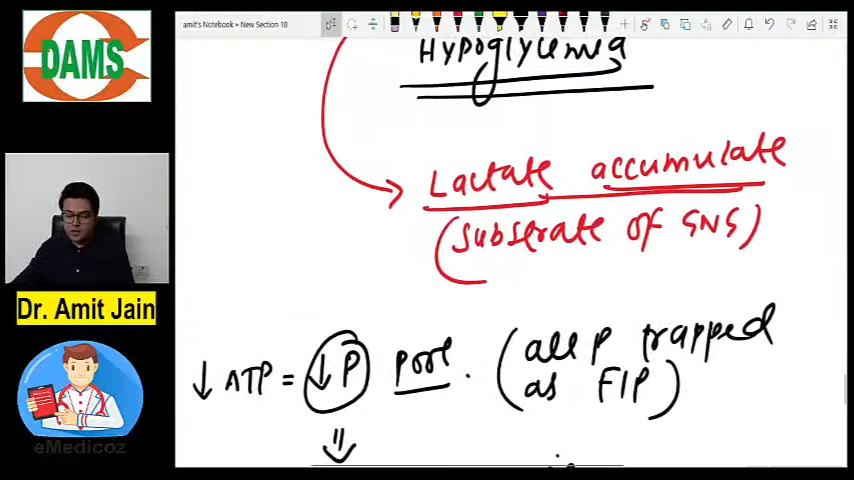 amit's Notebook > New Section 10
DAMS
Hypoglycemia
Lactate accumulate
(substrate of GNG)
Dr. Amit Jain
↓ ATP = ↓ P Pool. (all P trapped
as F1P)
⇓
eMedicoz